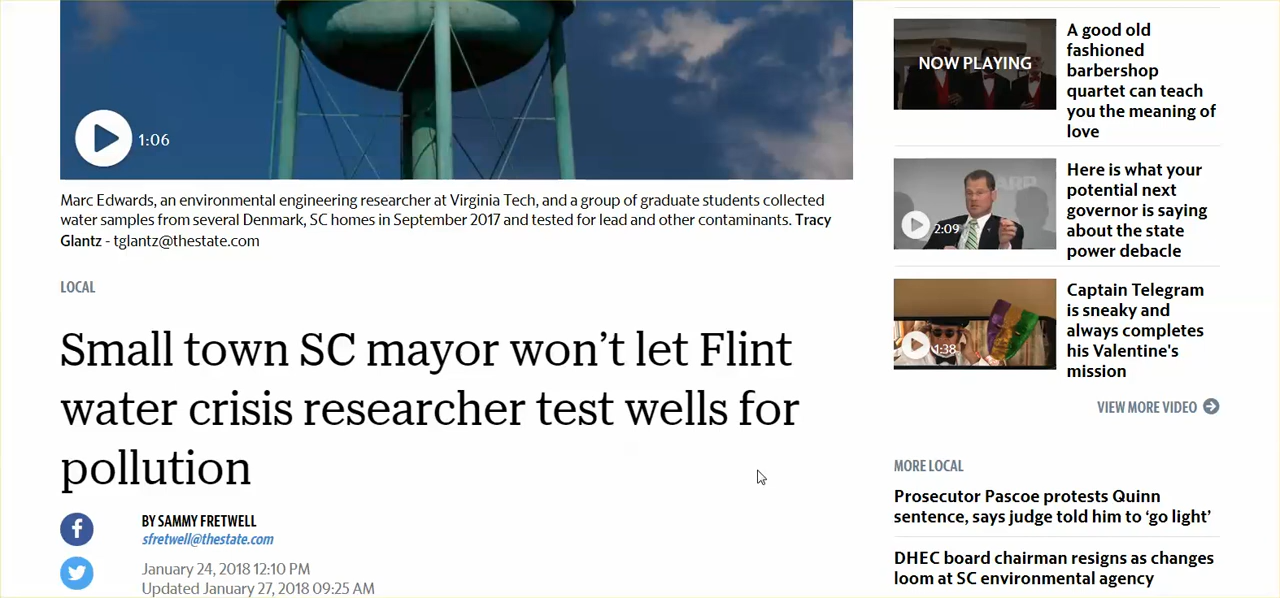 1:06
Marc Edwards, an environmental engineering researcher at Virginia Tech, and a group of graduate students collected
water samples from several Denmark, SC homes in September 2017 and tested for lead and other contaminants. Tracy
Glantz - tglantz@thestate.com
LOCAL
Small town SC mayor won’t let Flint
water crisis researcher test wells for
pollution
BY SAMMY FRETWELL
sfretwell@thestate.com
January 24, 2018 12:10 PM
Updated January 27, 2018 09:25 AM
NOW PLAYING
A good old
fashioned
barbershop
quartet can teach
you the meaning of
love
2:09
Here is what your
potential next
governor is saying
about the state
power debacle
1:38
Captain Telegram
is sneaky and
always completes
his Valentine's
mission
VIEW MORE VIDEO
MORE LOCAL
Prosecutor Pascoe protests Quinn
sentence, says judge told him to ‘go light’
DHEC board chairman resigns as changes
loom at SC environmental agency